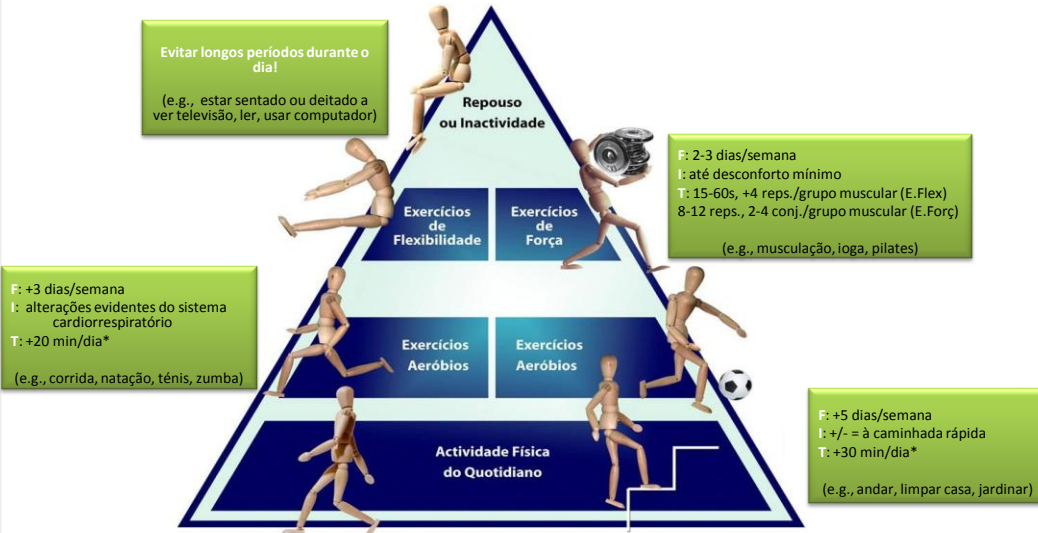 Evitar longos períodos durante o
dia!
(e.g., estar sentado ou deitado a
ver televisão, ler, usar computador)
Repouso
ou Inactividade
F: 2-3 dias/semana
I: até desconforto mínimo
T: 15-60s, +4 reps./grupo muscular (E.Flex)
8-12 reps., 2-4 conj./grupo muscular (E.Forç)
(e.g., musculação, ioga, pilates)
Exercícios
de
Flexibilidade
Exercícios
de
Força
F: +3 dias/semana
I: alterações evidentes do sistema
cardiorrespiratório
T: +20 min/dia*
(e.g., corrida, natação, ténis, zumba)
Exercícios
Aeróbios
Exercícios
Aeróbios
F: +5 dias/semana
I: +/- = à caminhada rápida
T: +30 min/dia*
(e.g., andar, limpar casa, jardinar)
Actividade Física
do Quotidiano